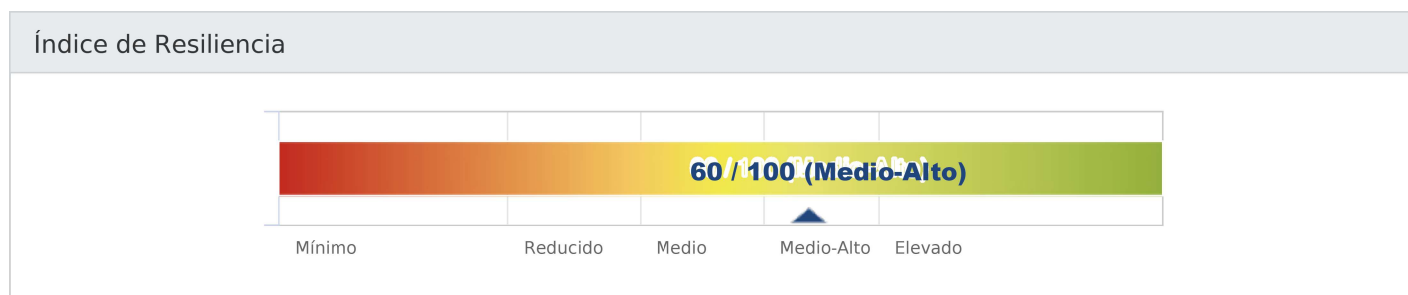 Índice de Resiliencia
60 / 100 (Medio-Alto)
Mínimo Reducido Medio Medio-Alto Elevado